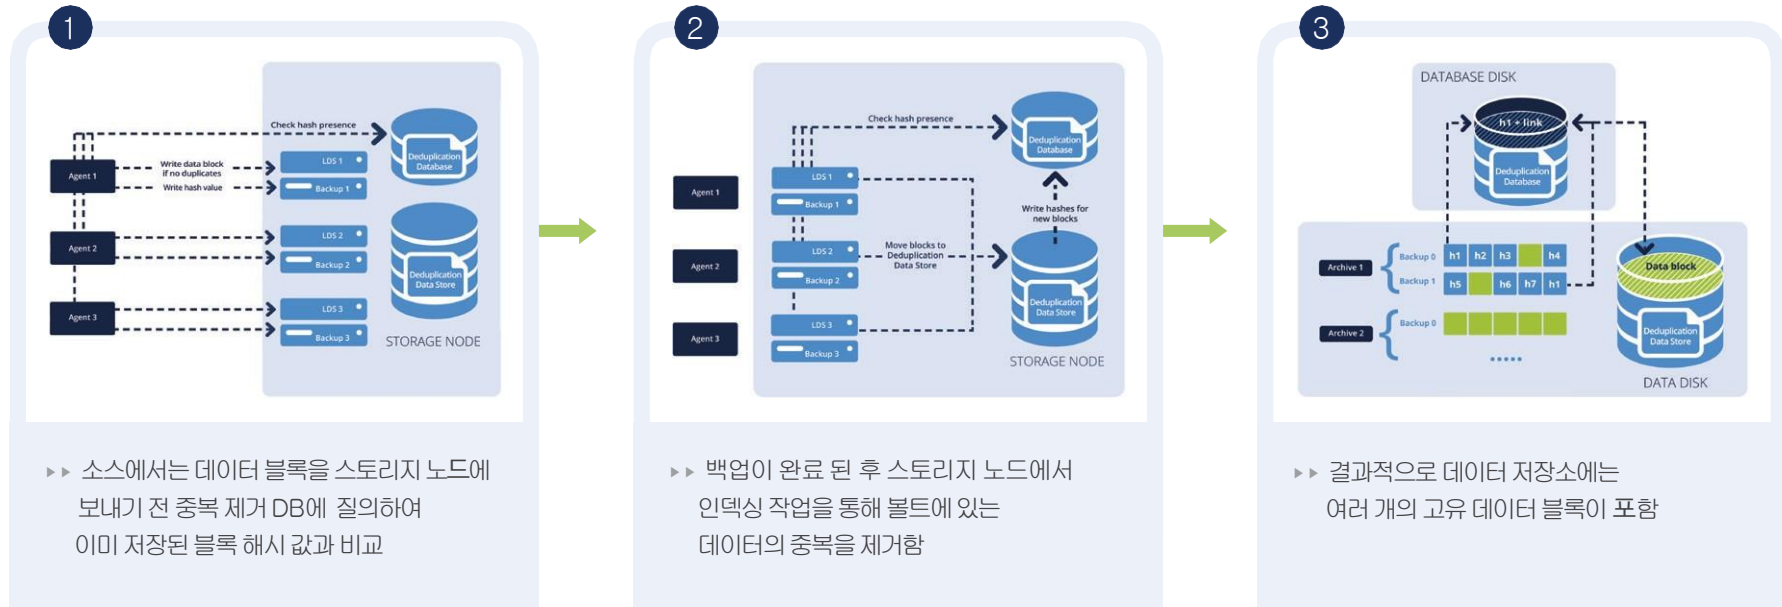 1
Check hash presence
Agent 1
Write data block
if no duplicates
Write hash value
LDS 1
Backup 1
Deduplication
Database
Agent 2
LDS 2
Backup 2
Deduplication
Data Store
Agent 3
LDS 3
Backup 3
STORAGE NODE
▸▸ 소스에서는 데이터 블록을 스토리지 노드에
보내기 전 중복 제거 DB에 질의하여
이미 저장된 블록 해시 값과 비교
2
Check hash presence
Deduplication
Database
Agent 1
LDS 1
Backup 1
Write hashes for
new blocks
Agent 2
LDS 2
Backup 2
Move blocks to
Deduplication
Data Store
Deduplication
Data Store
Agent 3
LDS 3
Backup 3
STORAGE NODE
▸▸ 백업이 완료 된 후 스토리지 노드에서
인덱싱 작업을 통해 볼트에 있는
데이터의 중복을 제거함
3
DATABASE DISK
h1 + link
Deduplication
Database
Archive 1
Backup 0 h1 h2 h3 h4
Backup 1 h5 h6 h7 h1
Data block
Archive 2
Backup 0
Deduplication
Data Store
DATA DISK
▸▸ 결과적으로 데이터 저장소에는
여러 개의 고유 데이터 블록이 포함